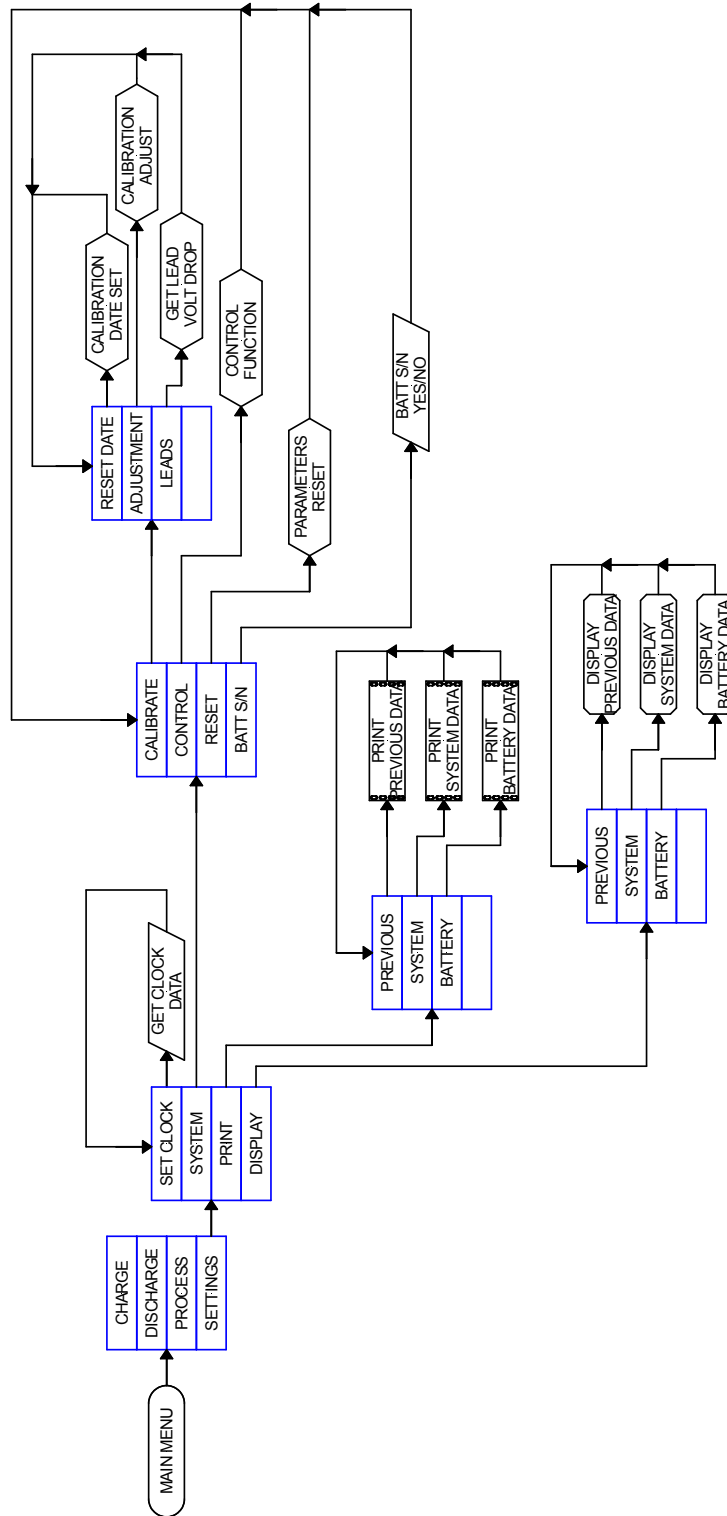 MAIN MENU
CHARGE
DISCHARGE
PROCESS
SETTINGS
SET CLOCK
SYSTEM
PRINT
DISPLAY
GET CLOCK
DATA
CALIBRATE
CONTROL
RESET
BATT S/N
RESET DATE
ADJUSTMENT
LEADS
CALIBRATION
DATE SET
CALIBRATION
ADJUST
GET LEAD
VOLT DROP
CONTROL
FUNCTION
PARAMETERS
RESET
BATT S/N
YES/NO
PREVIOUS
SYSTEM
BATTERY
PRINT
PREVIOUS DATA
PRINT
SYSTEM DATA
PRINT
BATTERY DATA
PREVIOUS
SYSTEM
BATTERY
DISPLAY
PREVIOUS DATA
DISPLAY
SYSTEM DATA
DISPLAY
BATTERY DATA